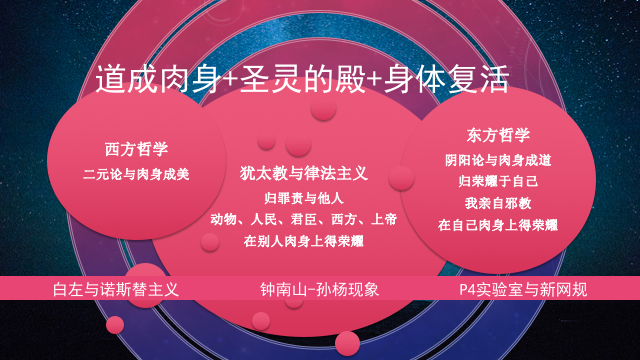 道成肉身+圣灵的殿+身体复活
西方哲学
二元论与肉身成美
犹太教与律法主义
归罪责与他人
动物、人民、君臣、西方、上帝
在别人肉身上得荣耀
东方哲学
阴阳论与肉身成道
归荣耀于自己
我亲自邪教
在自己肉身上得荣耀
白左与诺斯替主义
钟南山-孙杨现象
P4实验室与新网规